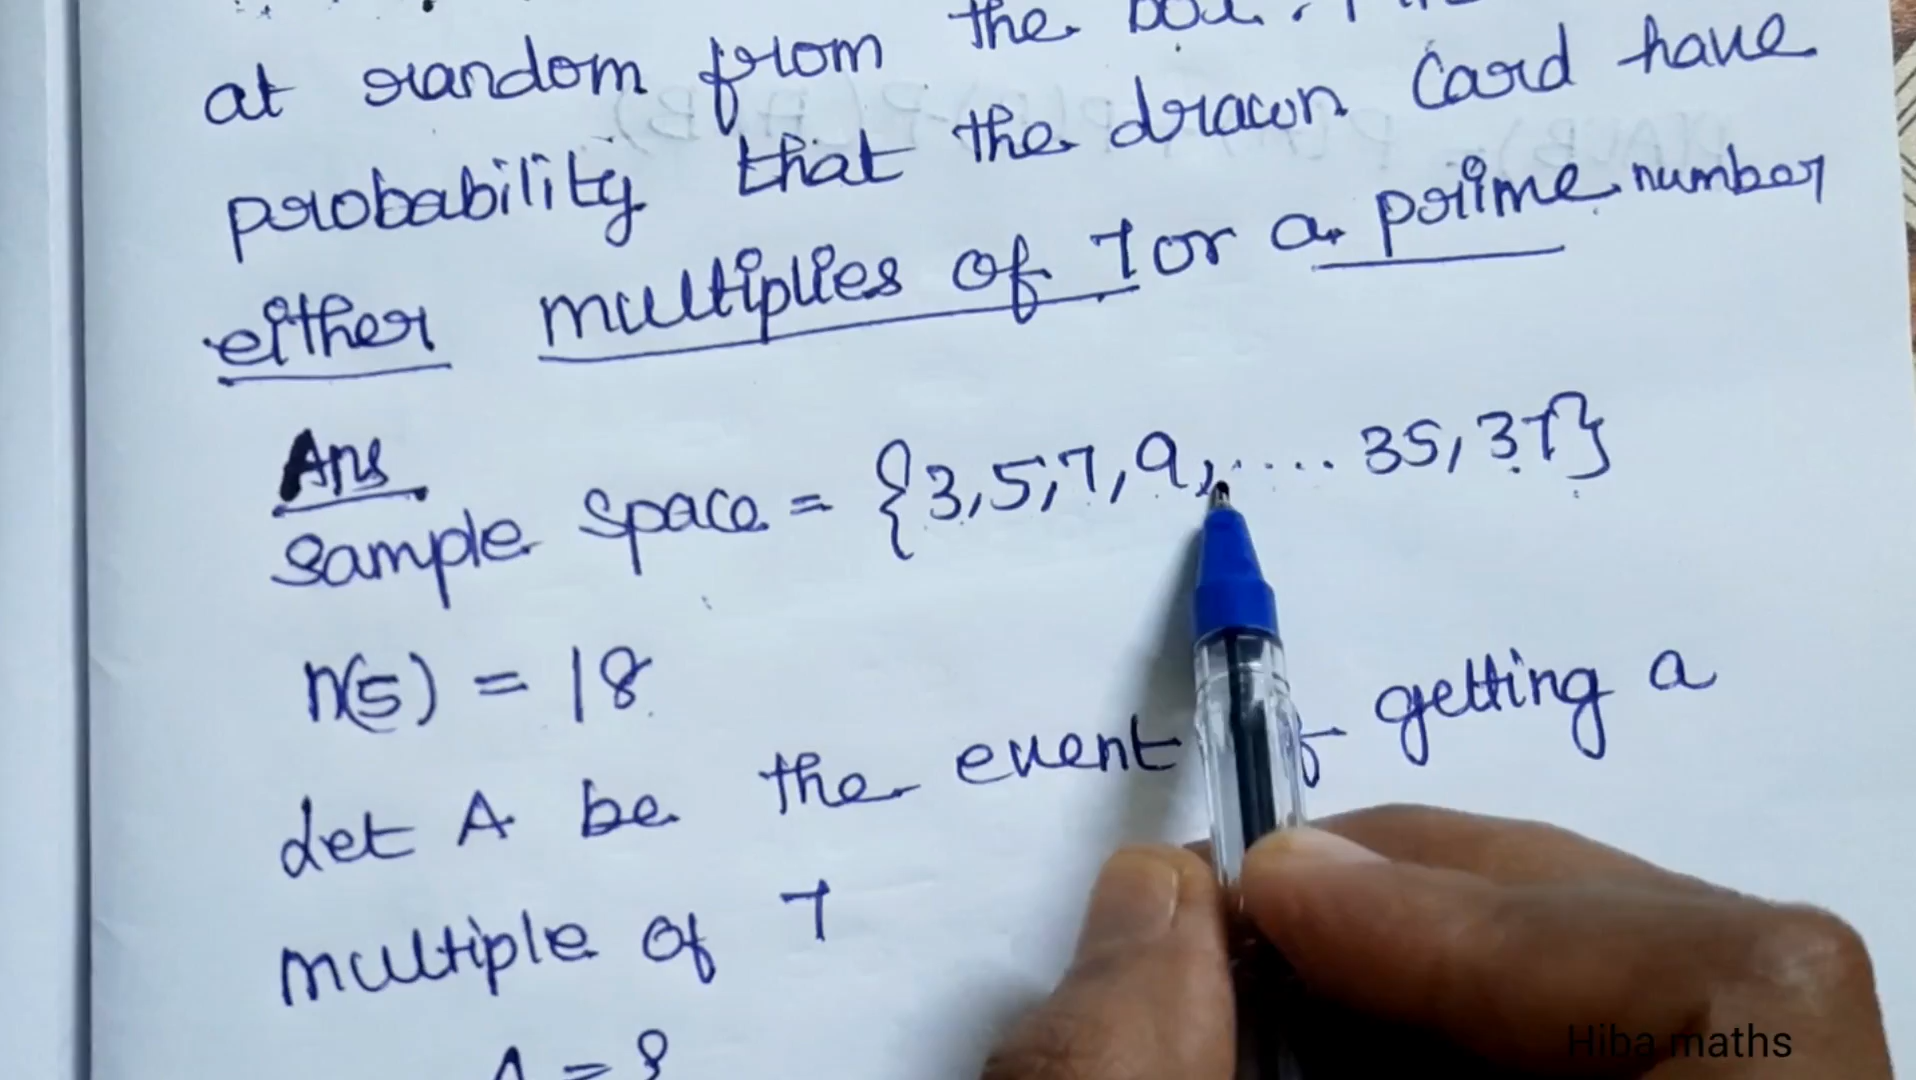 at random from the
probability that the drawn card have
either multiplies of 7 or a prime number
Ans
Sample space = {3,5,7,9,.... 35,37}
n(S) = 18
Let A be the event getting a
multiple of 7
A = {
Hiba maths